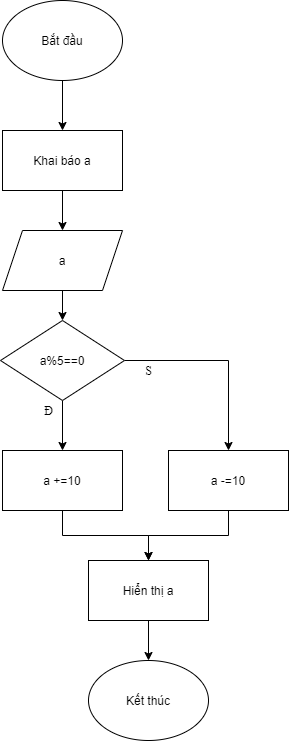 Bắt đầu
Khai báo a
a
a%5==0
S
Đ
a +=10
a -=10
Hiển thị a
Kết thúc